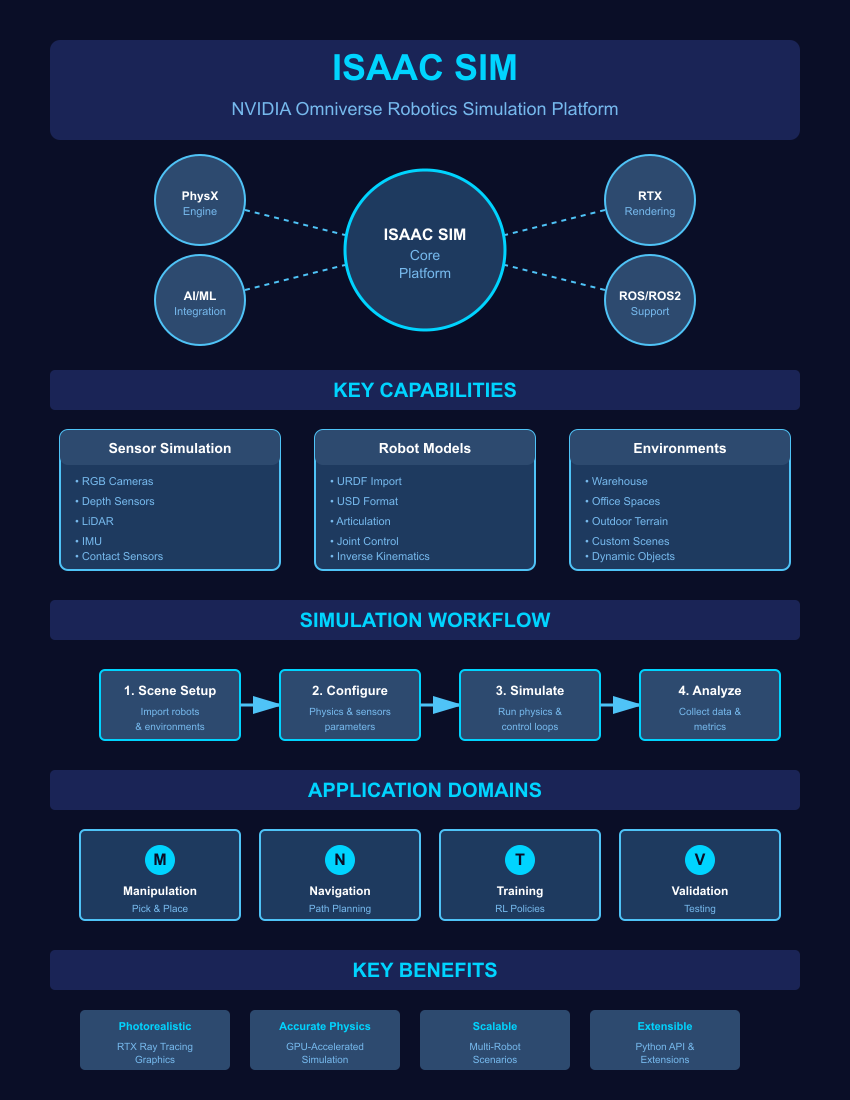 ISAAC SIM
NVIDIA Omniverse Robotics Simulation Platform
PhysX
Engine
AI/ML
Integration
ISAAC SIM
Core
Platform
RTX
Rendering
ROS/ROS2
Support
KEY CAPABILITIES
Sensor Simulation
• RGB Cameras
• Depth Sensors
• LiDAR
• IMU
• Contact Sensors
Robot Models
• URDF Import
• USD Format
• Articulation
• Joint Control
• Inverse Kinematics
Environments
• Warehouse
• Office Spaces
• Outdoor Terrain
• Custom Scenes
• Dynamic Objects
SIMULATION WORKFLOW
1. Scene Setup
Import robots
& environments
2. Configure
Physics & sensors
parameters
3. Simulate
Run physics &
control loops
4. Analyze
Collect data &
metrics
APPLICATION DOMAINS
M
Manipulation
Pick & Place
N
Navigation
Path Planning
T
Training
RL Policies
V
Validation
Testing
KEY BENEFITS
Photorealistic
RTX Ray Tracing
Graphics
Accurate Physics
GPU-Accelerated
Simulation
Scalable
Multi-Robot
Scenarios
Extensible
Python API &
Extensions